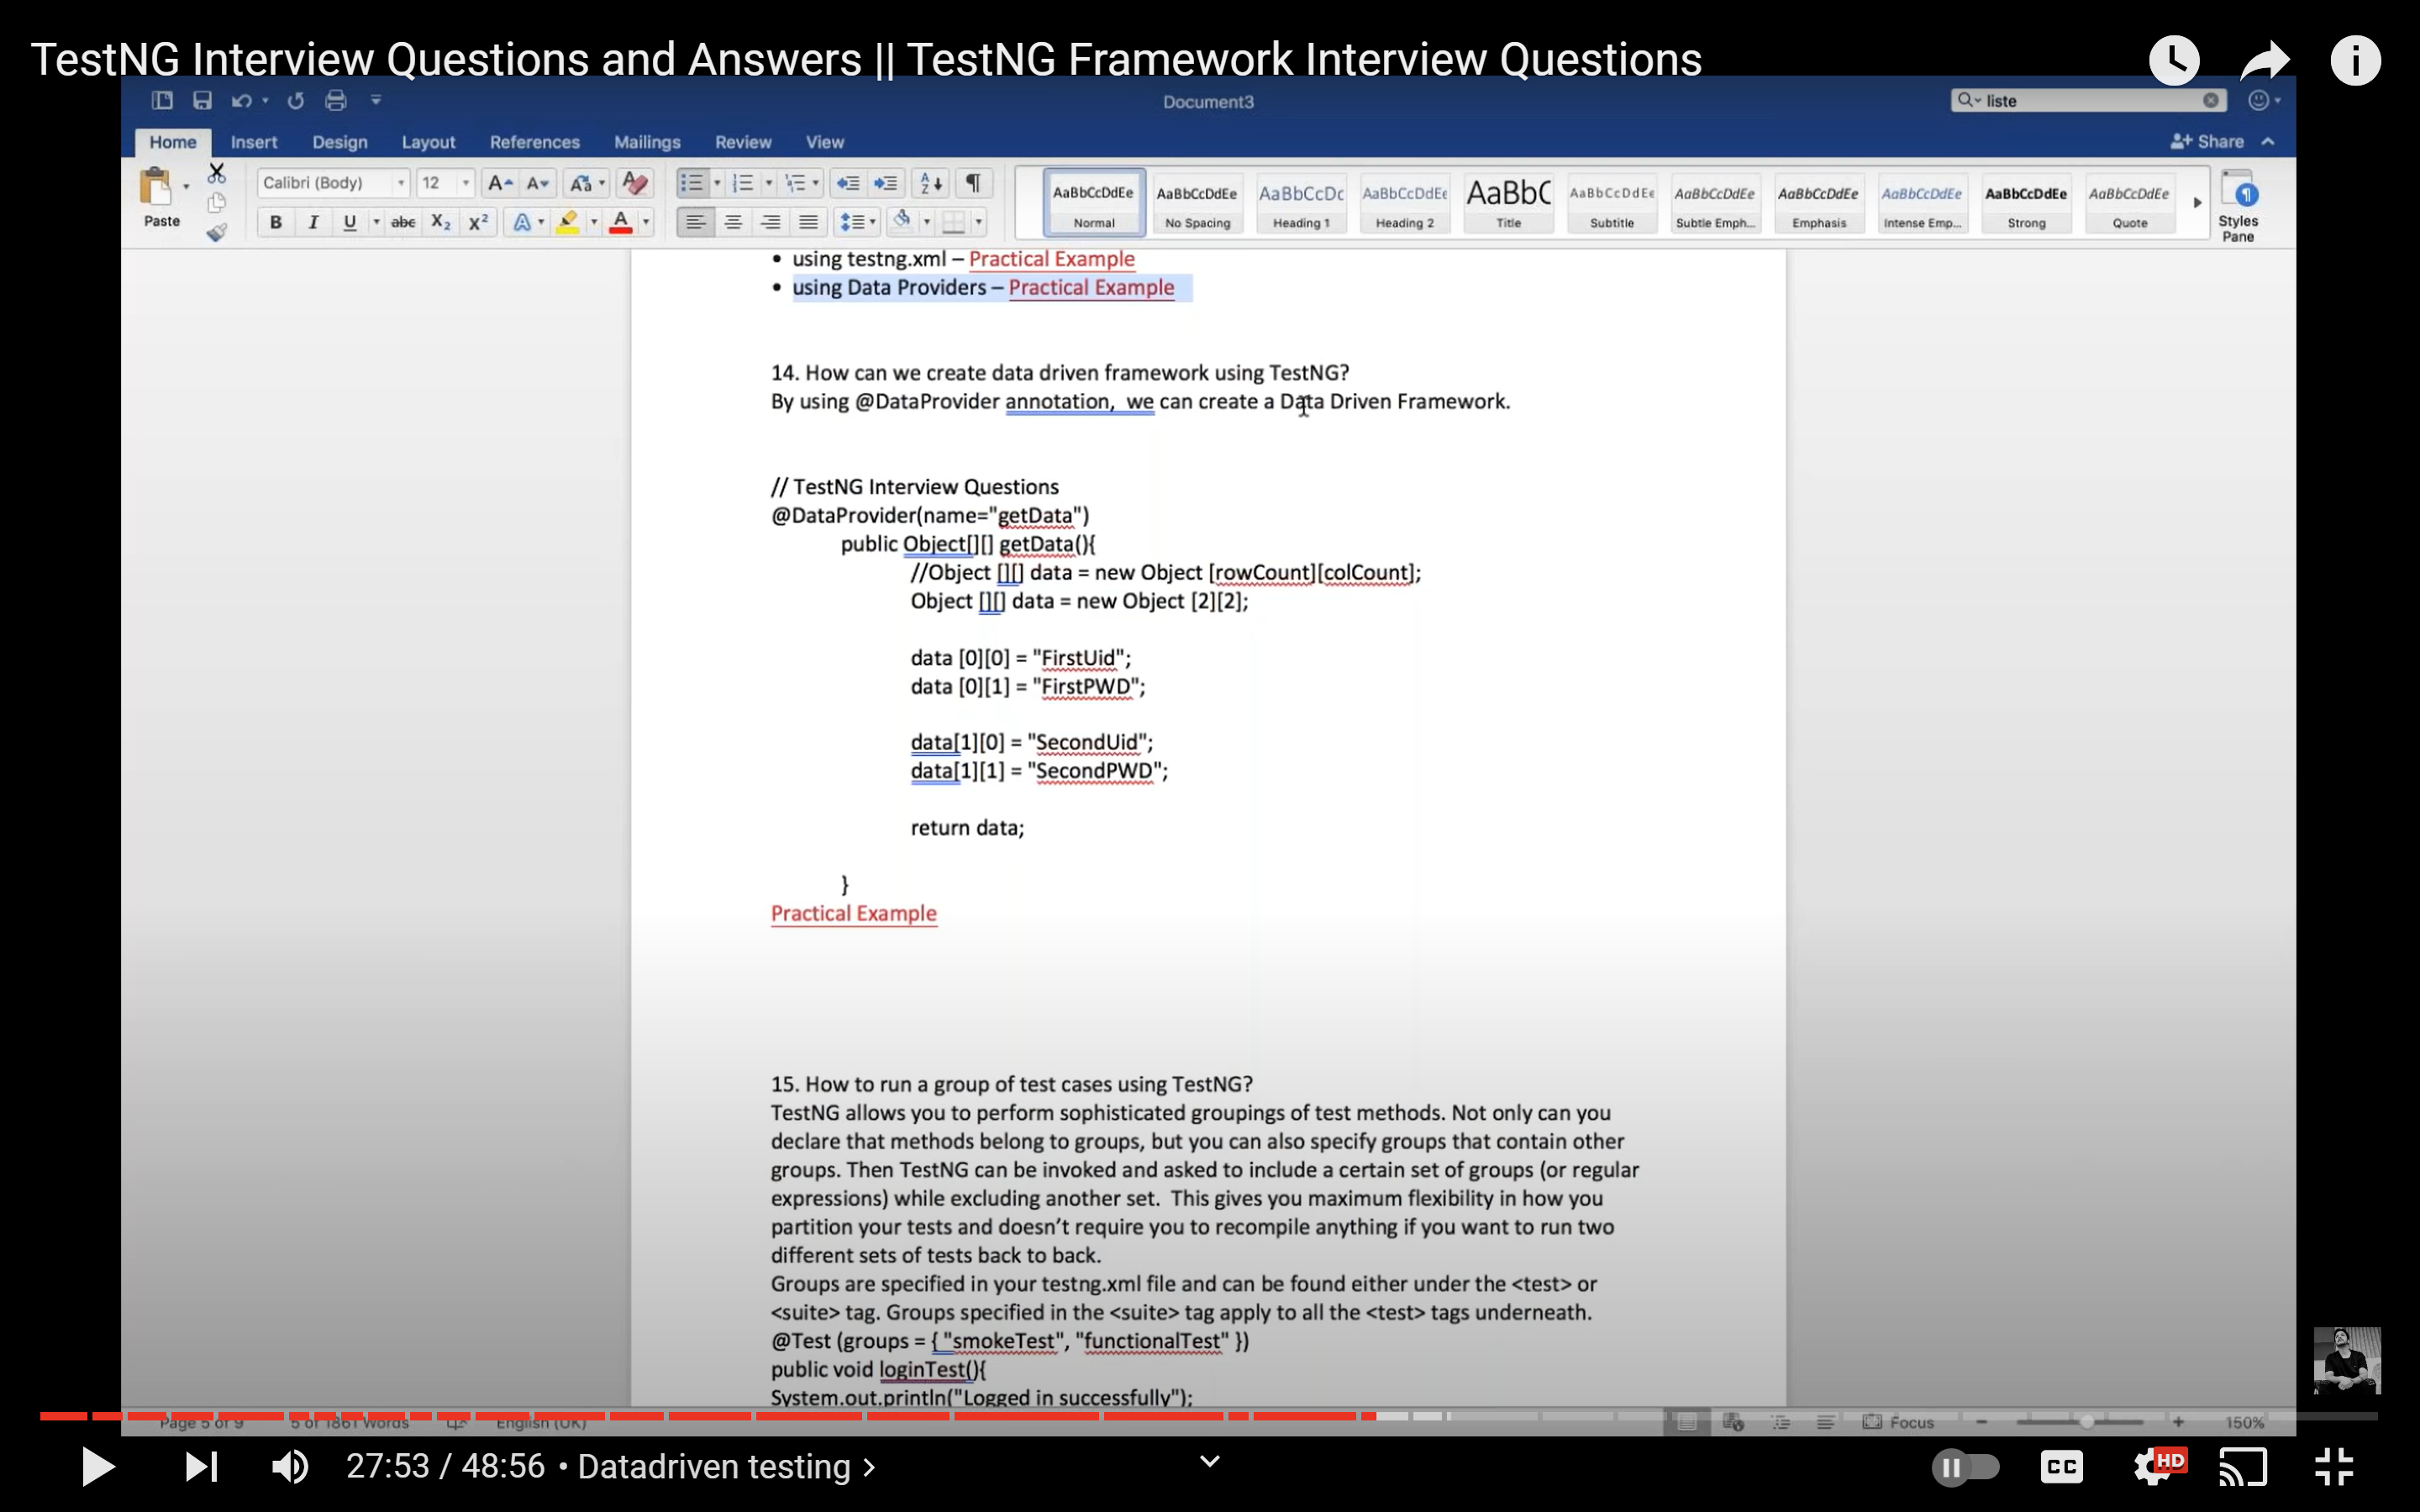 TestNG Interview Questions and Answers || TestNG Framework Interview Questions
Document3
liste
Home Insert Design Layout References Mailings Review View
Share
Paste
Calibri (Body) 12
B I U abc X₂ X²
AaBbCcDdEe AaBbCcDdEe AaBbCcDc AaBbCcDdEe AaBbC AaBbCcDdEe AaBbCcDdEe AaBbCcDdEe AaBbCcDdEe AaBbCcDdEe AaBbCcDdEe
Normal No Spacing Heading 1 Heading 2 Title Subtitle Subtle Emph... Emphasis Intense Emp... Strong Quote
Styles
Pane
• using testng.xml – Practical Example
• using Data Providers – Practical Example
14. How can we create data driven framework using TestNG?
By using @DataProvider annotation,  we can create a Data Driven Framework.
// TestNG Interview Questions
@DataProvider(name="getData")
public Object[][] getData(){
//Object [][] data = new Object [rowCount][colCount];
Object [][] data = new Object [2][2];
data [0][0] = "FirstUid";
data [0][1] = "FirstPWD";
data[1][0] = "SecondUid";
data[1][1] = "SecondPWD";
return data;
}
Practical Example
15. How to run a group of test cases using TestNG?
TestNG allows you to perform sophisticated groupings of test methods. Not only can you
declare that methods belong to groups, but you can also specify groups that contain other
groups. Then TestNG can be invoked and asked to include a certain set of groups (or regular
expressions) while excluding another set.  This gives you maximum flexibility in how you
partition your tests and doesn't require you to recompile anything if you want to run two
different sets of tests back to back.
Groups are specified in your testng.xml file and can be found either under the <test> or
<suite> tag. Groups specified in the <suite> tag apply to all the <test> tags underneath.
@Test (groups = { "smokeTest", "functionalTest" })
public void loginTest(){
System.out.println("Logged in successfully");
Page 5 of 9 5 of 1861 Words English (UK) Focus 150%
27:53 / 48:56 • Datadriven testing >
CC HD